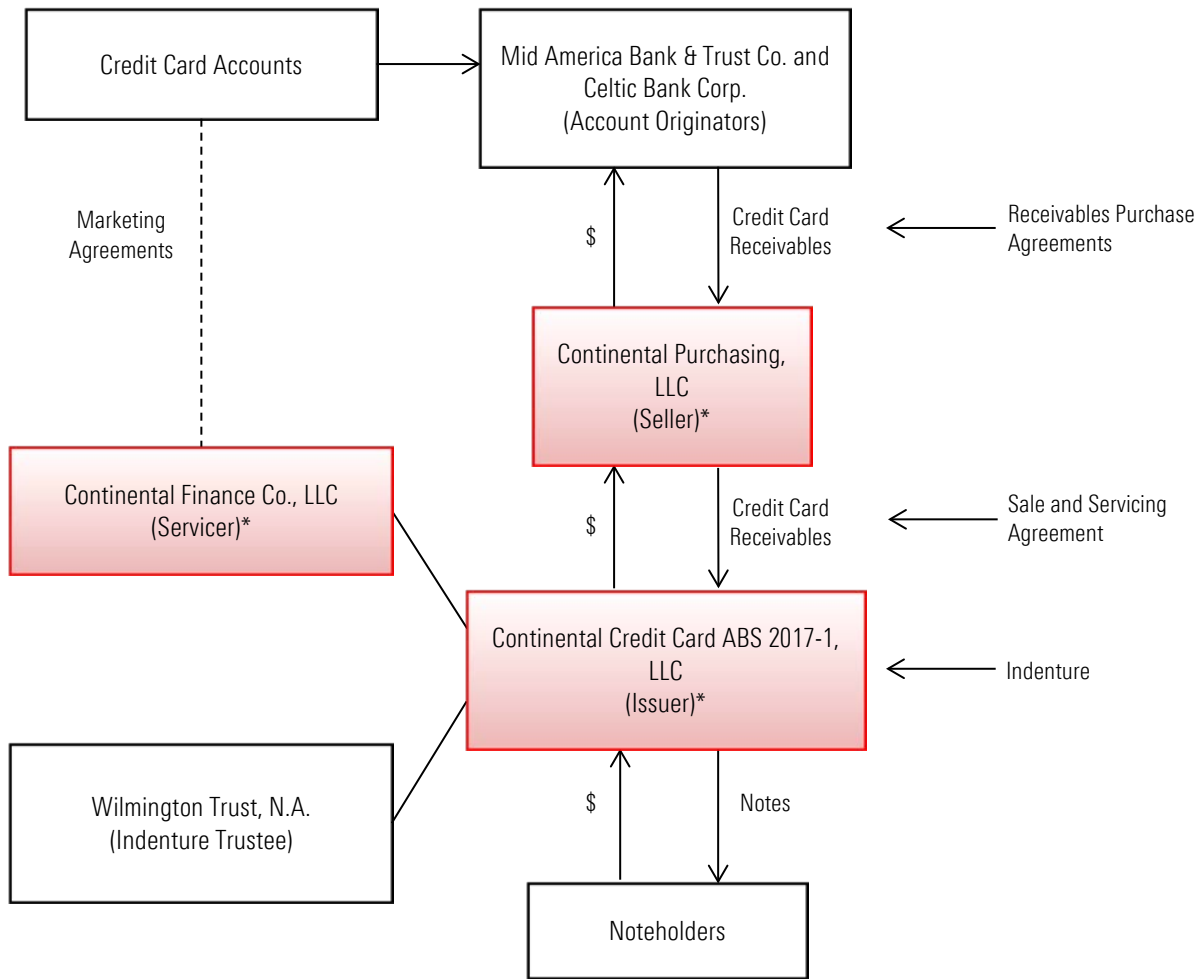 Credit Card Accounts
Mid America Bank & Trust Co. and
Celtic Bank Corp.
(Account Originators)
Marketing
Agreements
$
Credit Card
Receivables
Receivables Purchase
Agreements
Continental Purchasing,
LLC
(Seller)*
Continental Finance Co., LLC
(Servicer)*
$
Credit Card
Receivables
Sale and Servicing
Agreement
Continental Credit Card ABS 2017-1,
LLC
(Issuer)*
Indenture
Wilmington Trust, N.A.
(Indenture Trustee)
$
Notes
Noteholders